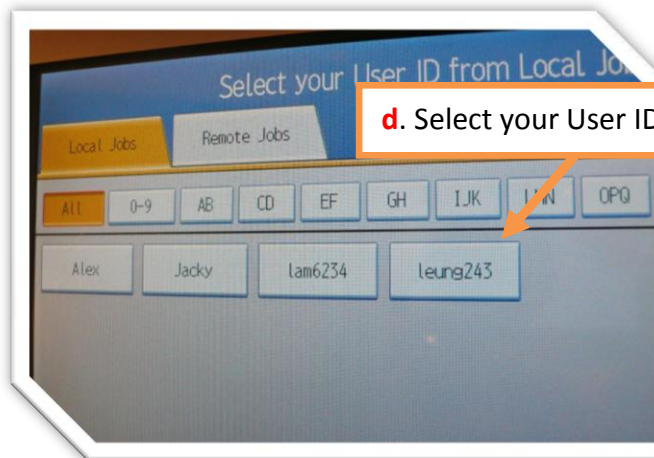 Select your User ID from Local Jo
d. Select your User ID
Local Jobs Remote Jobs
All 0-9 AB CD EF GH IJK LMN OPQ
Alex Jacky lam6234 leung243